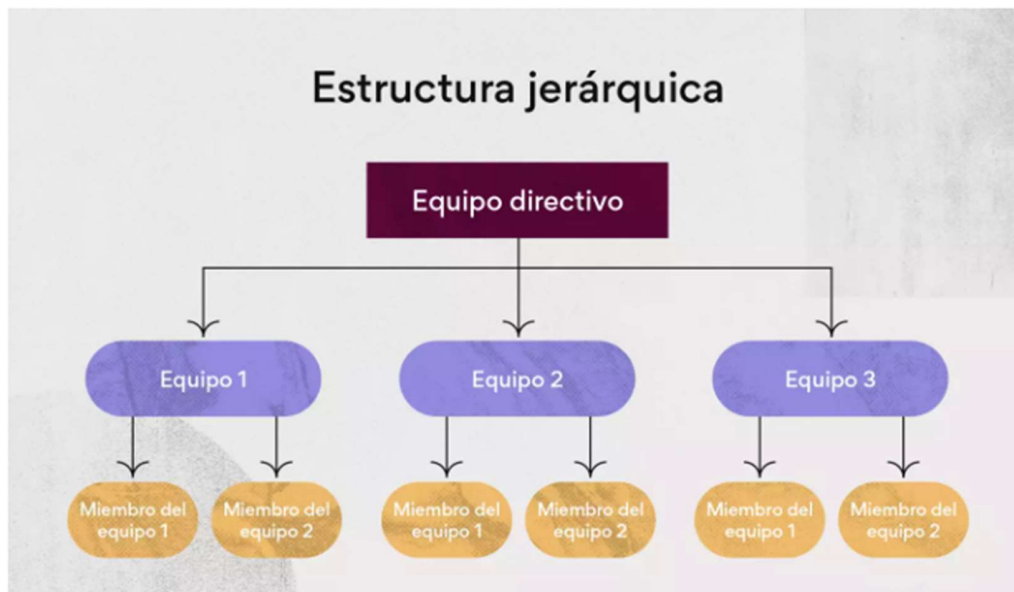 Estructura jerárquica
Equipo directivo
Equipo 1
Equipo 2
Equipo 3
Miembro del
equipo 1
Miembro del
equipo 2
Miembro del
equipo 1
Miembro del
equipo 2
Miembro del
equipo 1
Miembro del
equipo 2